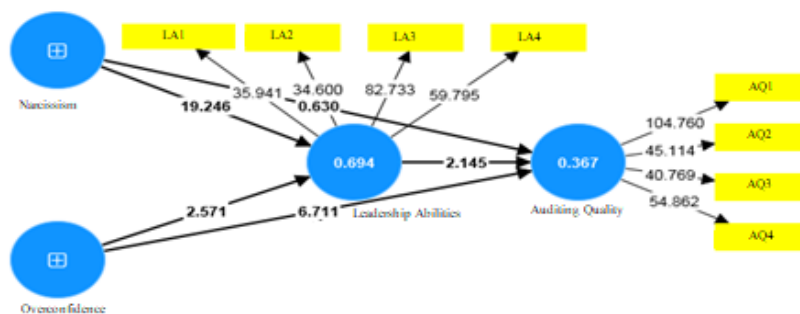 LA1
LA2
LA3
LA4
Narcissism
35.941
34.600
82.733
59.795
19.246
0.630
AQ1
104.760
AQ2
45.114
0.694
2.145
0.367
40.769
AQ3
54.862
2.571
6.711
Leadership Abilities
Auditing Quality
AQ4
Overconfidence